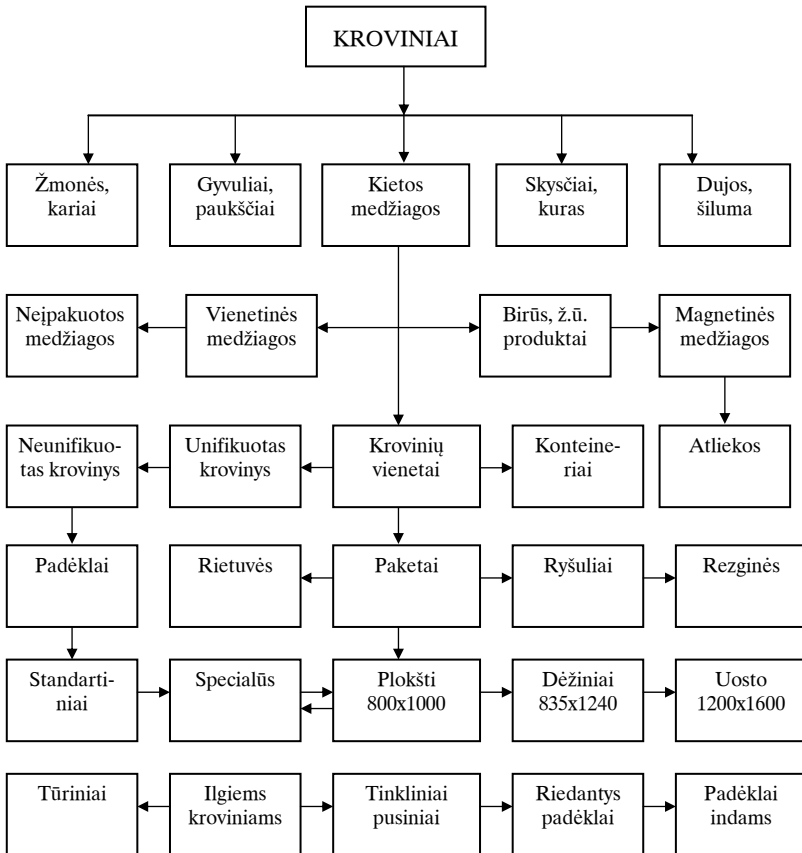 KROVINIAI
Žmonės,
kariai
Gyvuliai,
paukščiai
Kietos
medžiagos
Skysčiai,
kuras
Dujos,
šiluma
Neįpakuotos
medžiagos
Vienetinės
medžiagos
Birūs, ž.ū.
produktai
Magnetinės
medžiagos
Neunifikuo-
tas krovinys
Unifikuotas
krovinys
Krovinių
vienetai
Konteine-
riai
Atliekos
Padėklai
Rietuvės
Paketai
Ryšuliai
Rezginės
Standarti-
niai
Specialūs
Plokšti
800x1000
Dėžiniai
835x1240
Uosto
1200x1600
Tūriniai
Ilgiems
kroviniams
Tinkliniai
pusiniai
Riedantys
padėklai
Padėklai
indams